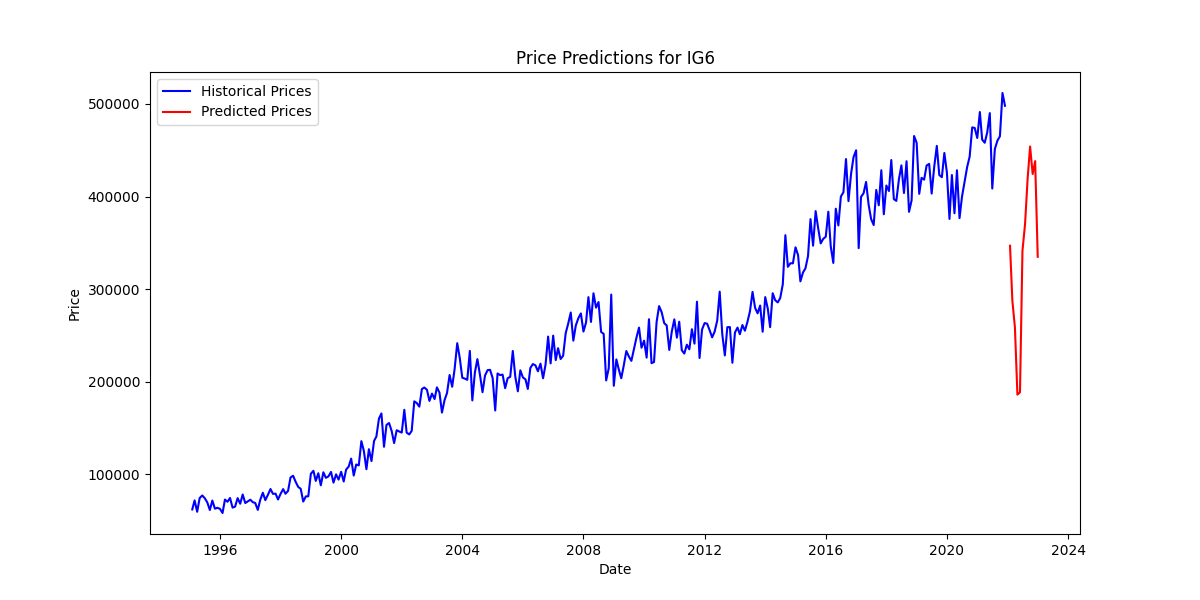 Price Predictions for IG6
Historical Prices
Predicted Prices
500000
400000
300000
200000
100000
Price
1996 2000 2004 2008 2012 2016 2020 2024
Date